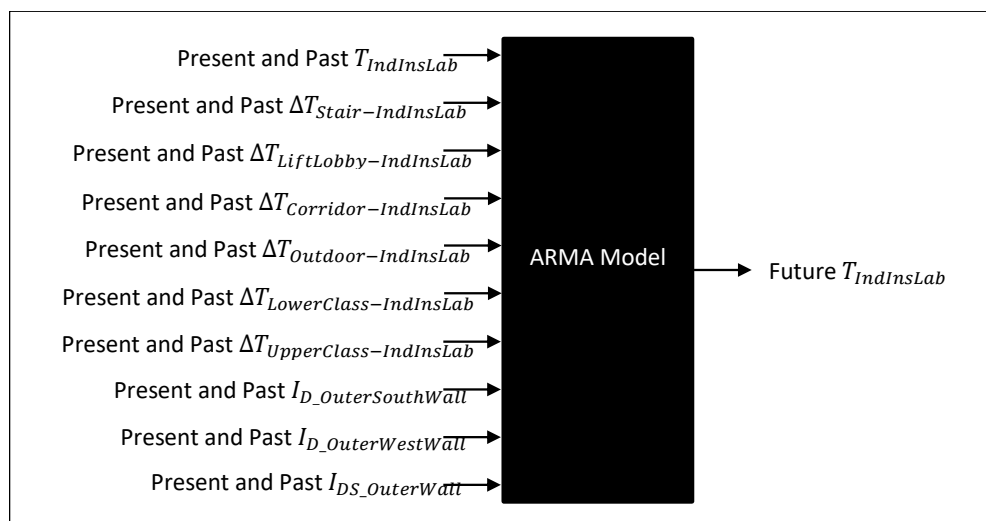 Present and Past T_IndInsLab
Present and Past ΔT_Stair−IndInsLab
Present and Past ΔT_LiftLobby−IndInsLab
Present and Past ΔT_Corridor−IndInsLab
Present and Past ΔT_Outdoor−IndInsLab
Present and Past ΔT_LowerClass−IndInsLab
Present and Past ΔT_UpperClass−IndInsLab
Present and Past I_D_OuterSouthWall
Present and Past I_D_OuterWestWall
Present and Past I_DS_OuterWall
ARMA Model
Future T_IndInsLab